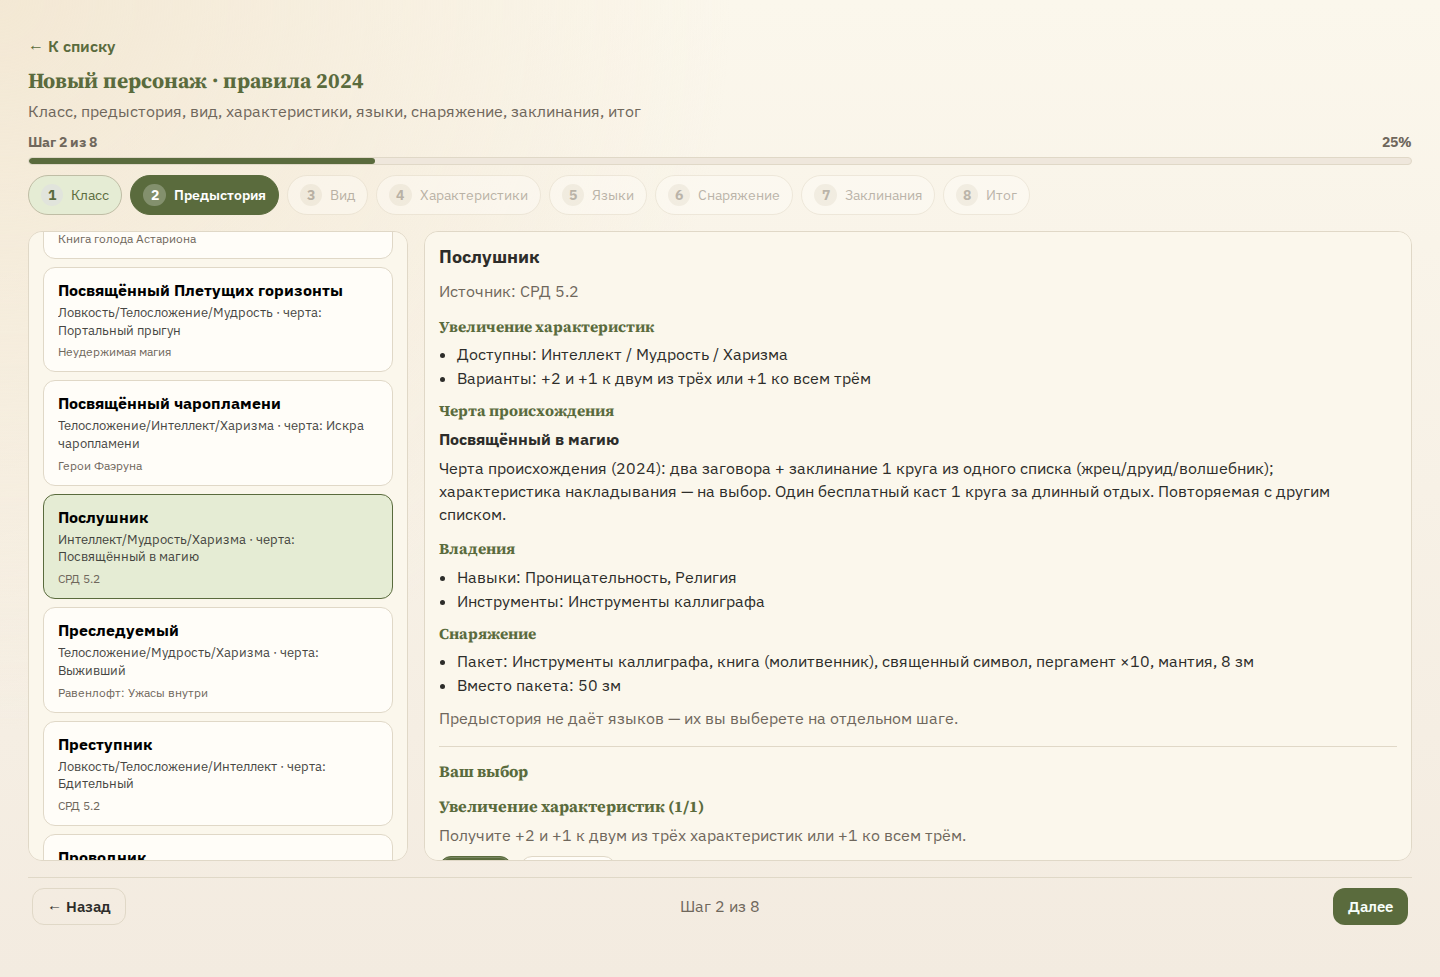 ← К списку
Новый персонаж · правила 2024
Класс, предыстория, вид, характеристики, языки, снаряжение, заклинания, итог
Шаг 2 из 8
25%
1 Класс
2 Предыстория
3 Вид
4 Характеристики
5 Языки
6 Снаряжение
7 Заклинания
8 Итог
Книга голода Астариона
Посвящённый Плетущих горизонты
Ловкость/Телосложение/Мудрость · черта:
Портальный прыгун
Неудержимая магия
Посвящённый чаропламени
Телосложение/Интеллект/Харизма · черта: Искра
чаропламени
Герои Фаэруна
Послушник
Интеллект/Мудрость/Харизма · черта:
Посвящённый в магию
СРД 5.2
Преследуемый
Телосложение/Мудрость/Харизма · черта:
Выживший
Равенлофт: Ужасы внутри
Преступник
Ловкость/Телосложение/Интеллект · черта:
Бдительный
СРД 5.2
Проводник
Послушник
Источник: СРД 5.2
Увеличение характеристик
• Доступны: Интеллект / Мудрость / Харизма
• Варианты: +2 и +1 к двум из трёх или +1 ко всем трём
Черта происхождения
Посвящённый в магию
Черта происхождения (2024): два заговора + заклинание 1 круга из одного списка (жрец/друид/волшебник);
характеристика накладывания — на выбор. Один бесплатный каст 1 круга за длинный отдых. Повторяемая с другим
списком.
Владения
• Навыки: Проницательность, Религия
• Инструменты: Инструменты каллиграфа
Снаряжение
• Пакет: Инструменты каллиграфа, книга (молитвенник), священный символ, пергамент ×10, мантия, 8 зм
• Вместо пакета: 50 зм
Предыстория не даёт языков — их вы выберете на отдельном шаге.
Ваш выбор
Увеличение характеристик (1/1)
Получите +2 и +1 к двум из трёх характеристик или +1 ко всем трём.
← Назад
Шаг 2 из 8
Далее